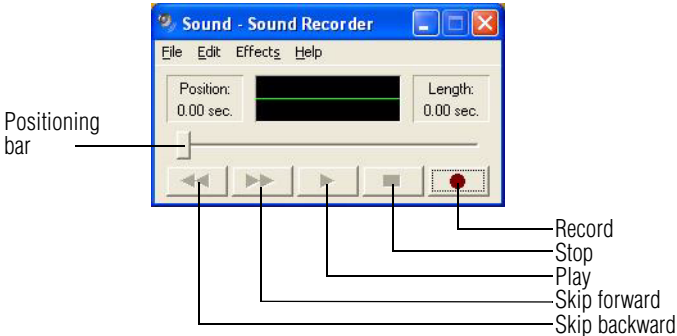 Sound - Sound Recorder
File Edit Effects Help
Position:
0.00 sec.
Length:
0.00 sec.
Positioning
bar
Record
Stop
Play
Skip forward
Skip backward